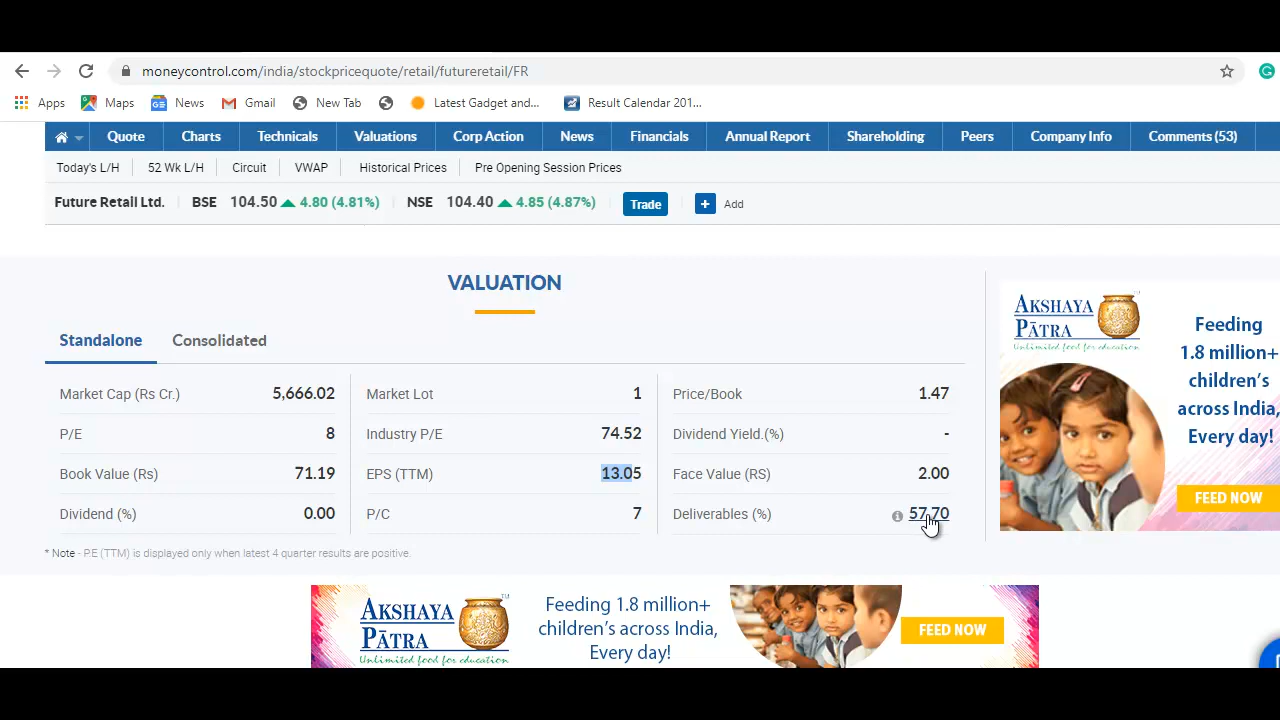 moneycontrol.com/india/stockpricequote/retail/futureretail/FR
Apps Maps News Gmail New Tab Latest Gadget and... Result Calendar 201...
Quote Charts Technicals Valuations Corp Action News Financials Annual Report Shareholding Peers Company Info Comments (53)
Today's L/H 52 Wk L/H Circuit VWAP Historical Prices Pre Opening Session Prices
Future Retail Ltd. BSE 104.50 4.80 (4.81%) NSE 104.40 4.85 (4.87%) Trade + Add
VALUATION
Standalone Consolidated
Market Cap (Rs Cr.) 5,666.02 Market Lot 1 Price/Book 1.47
P/E 8 Industry P/E 74.52 Dividend Yield.(%) -
Book Value (Rs) 71.19 EPS (TTM) 13.05 Face Value (RS) 2.00
Dividend (%) 0.00 P/C 7 Deliverables (%) 57.70
* Note - P.E (TTM) is displayed only when latest 4 quarter results are positive.
AKSHAYA
PĀTRA
TM
Unlimited food for education
Feeding
1.8 million+
children's
across India,
Every day!
FEED NOW
AKSHAYA
PĀTRA
TM
Unlimited food for education
Feeding 1.8 million+
children's across India,
Every day!
FEED NOW